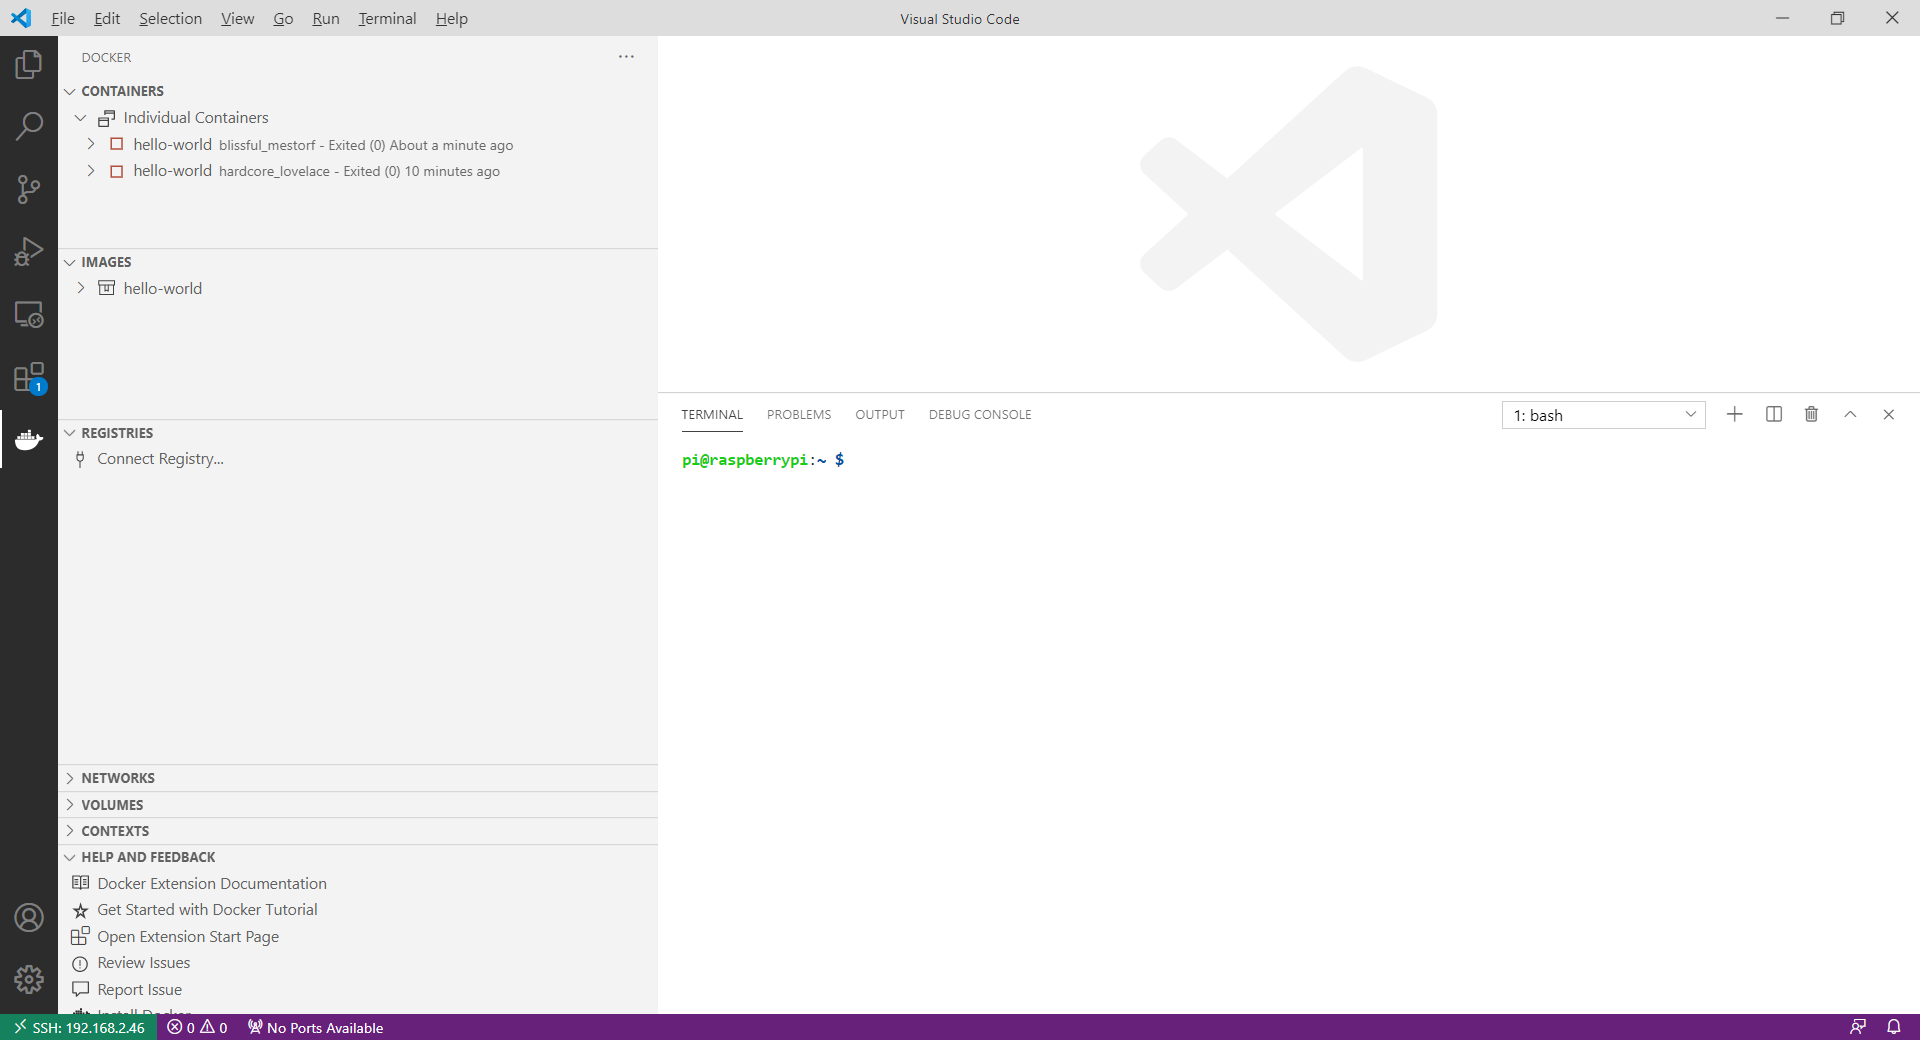 File Edit Selection View Go Run Terminal Help Visual Studio Code
DOCKER
CONTAINERS
Individual Containers
hello-world blissful_mestorf - Exited (0) About a minute ago
hello-world hardcore_lovelace - Exited (0) 10 minutes ago
IMAGES
hello-world
REGISTRIES
Connect Registry...
NETWORKS
VOLUMES
CONTEXTS
HELP AND FEEDBACK
Docker Extension Documentation
Get Started with Docker Tutorial
Open Extension Start Page
Review Issues
Report Issue
Install Docker
1
TERMINAL PROBLEMS OUTPUT DEBUG CONSOLE 1: bash
pi@raspberrypi:~ $
SSH: 192.168.2.46 0 0 No Ports Available